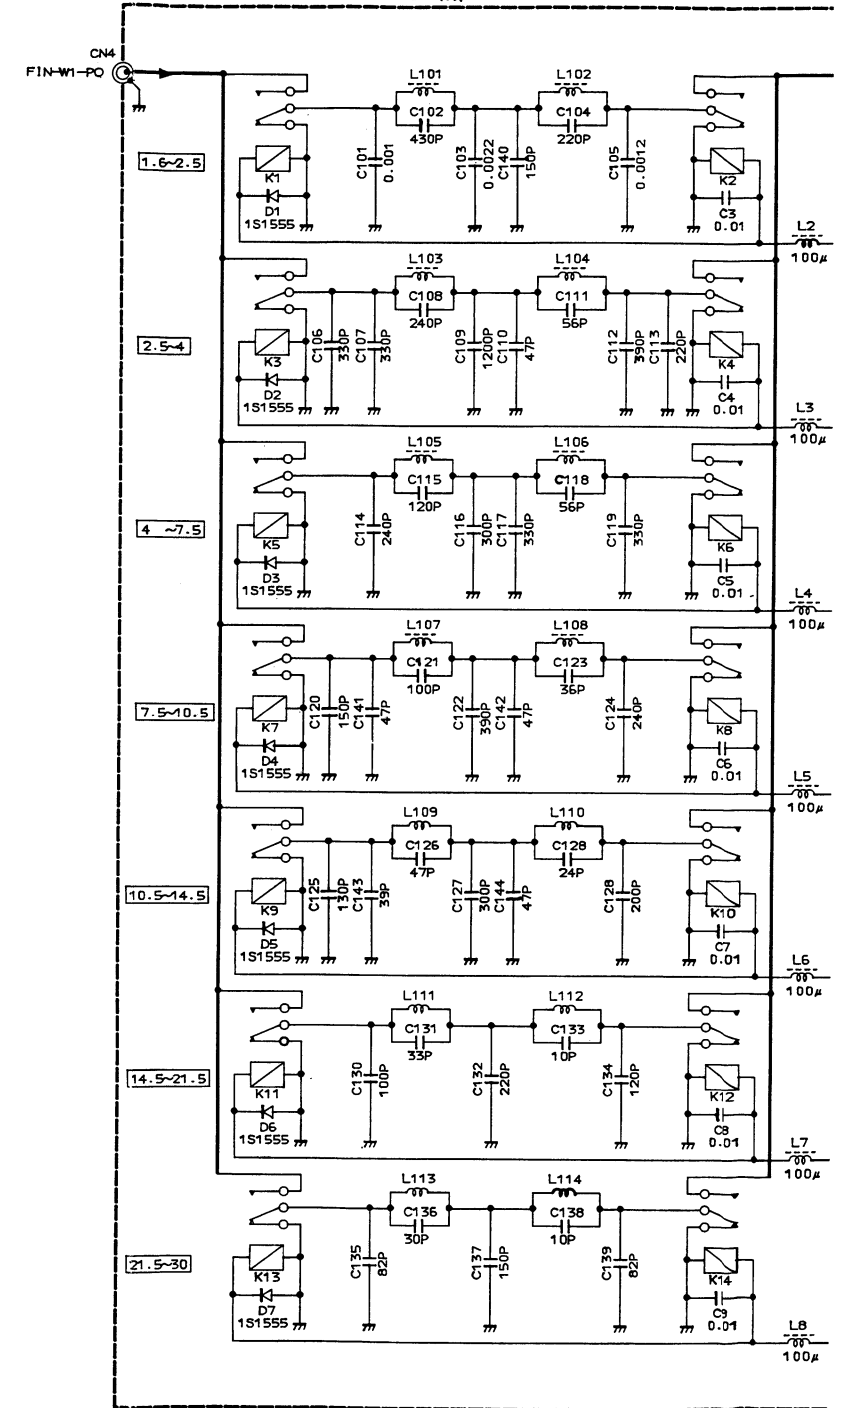 CN4
FIN-W1-PO
L101
L102
C102
430P
C104
220P
C101
0.001
C103
0.0022
C140
150P
C105
0.0012
1.6~2.5
K1
D1
1S1555
K2
C3
0.01
L2
100μ
L103
L104
C108
240P
C111
56P
C106
330P
C107
330P
C109
1200P
C110
47P
C112
390P
C113
220P
2.5~4
K3
D2
1S1555
K4
C4
0.01
L3
100μ
L105
L106
C115
120P
C118
56P
C114
240P
C116
300P
C117
330P
C119
330P
4 ~7.5
K5
D3
1S1555
K6
C5
0.01
L4
100μ
L107
L108
C121
100P
C123
36P
C120
150P
C141
47P
C122
390P
C142
47P
C124
240P
7.5~10.5
K7
D4
1S1555
K8
C6
0.01
L5
100μ
L109
L110
C126
47P
C128
24P
C125
130P
C143
39P
C127
300P
C144
47P
C128
200P
10.5~14.5
K9
D5
1S1555
K10
C7
0.01
L6
100μ
L111
L112
C131
33P
C133
10P
C130
100P
C132
220P
C134
120P
14.5~21.5
K11
D6
1S1555
K12
C8
0.01
L7
100μ
L113
L114
C136
30P
C138
10P
C135
82P
C137
150P
C139
82P
21.5~30
K13
D7
1S1555
K14
C9
0.01
L8
100μ